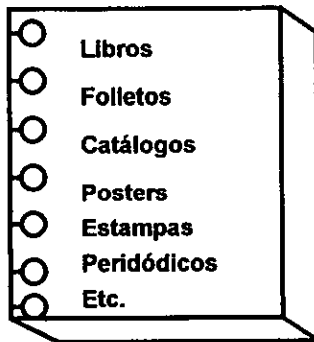 Libros
Folletos
Catálogos
Posters
Estampas
Peridódicos
Etc.